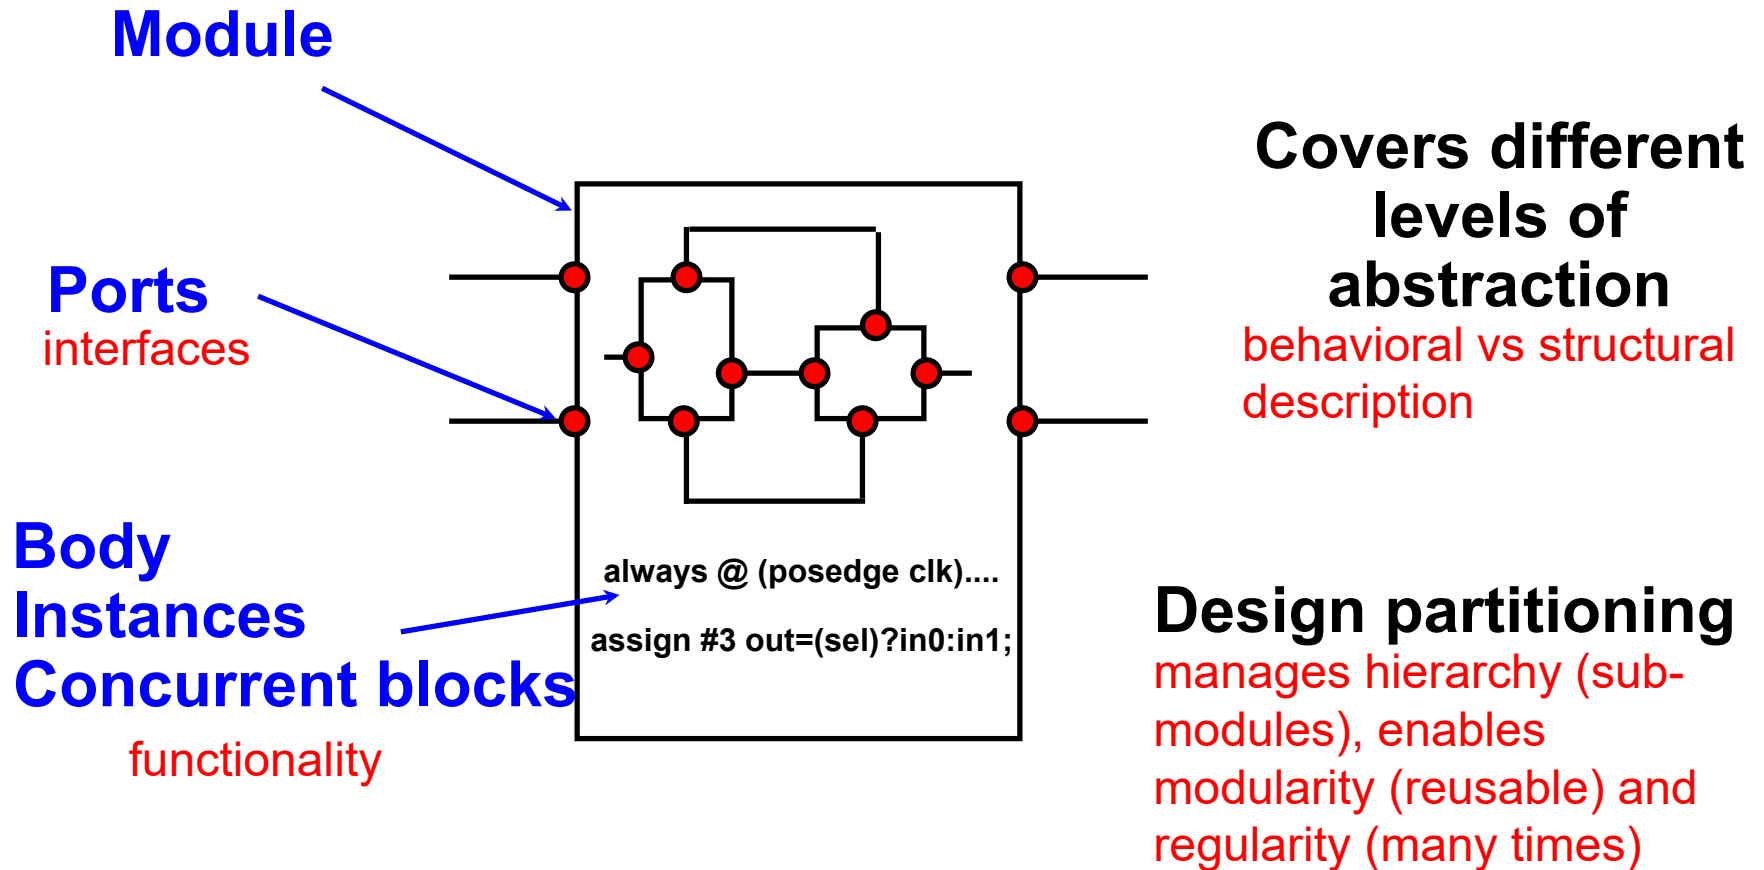 Module
Ports
interfaces
Body
Instances
Concurrent blocks
functionality
always @ (posedge clk)....
assign #3 out=(sel)?in0:in1;
Covers different
levels of
abstraction
behavioral vs structural
description
Design partitioning
manages hierarchy (sub-
modules), enables
modularity (reusable) and
regularity (many times)